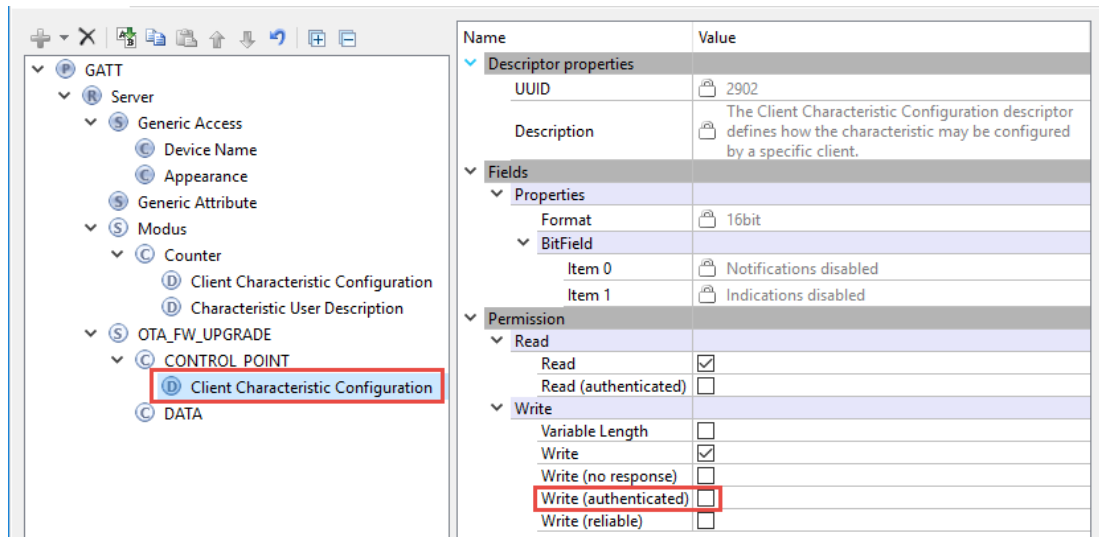 GATT
Server
Generic Access
Device Name
Appearance
Generic Attribute
Modus
Counter
Client Characteristic Configuration
Characteristic User Description
OTA_FW_UPGRADE
CONTROL_POINT
Client Characteristic Configuration
DATA
Name Value
Descriptor properties
UUID 2902
The Client Characteristic Configuration descriptor
Description defines how the characteristic may be configured
by a specific client.
Fields
Properties
Format 16bit
BitField
Item 0 Notifications disabled
Item 1 Indications disabled
Permission
Read
Read
Read (authenticated)
Write
Variable Length
Write
Write (no response)
Write (authenticated)
Write (reliable)